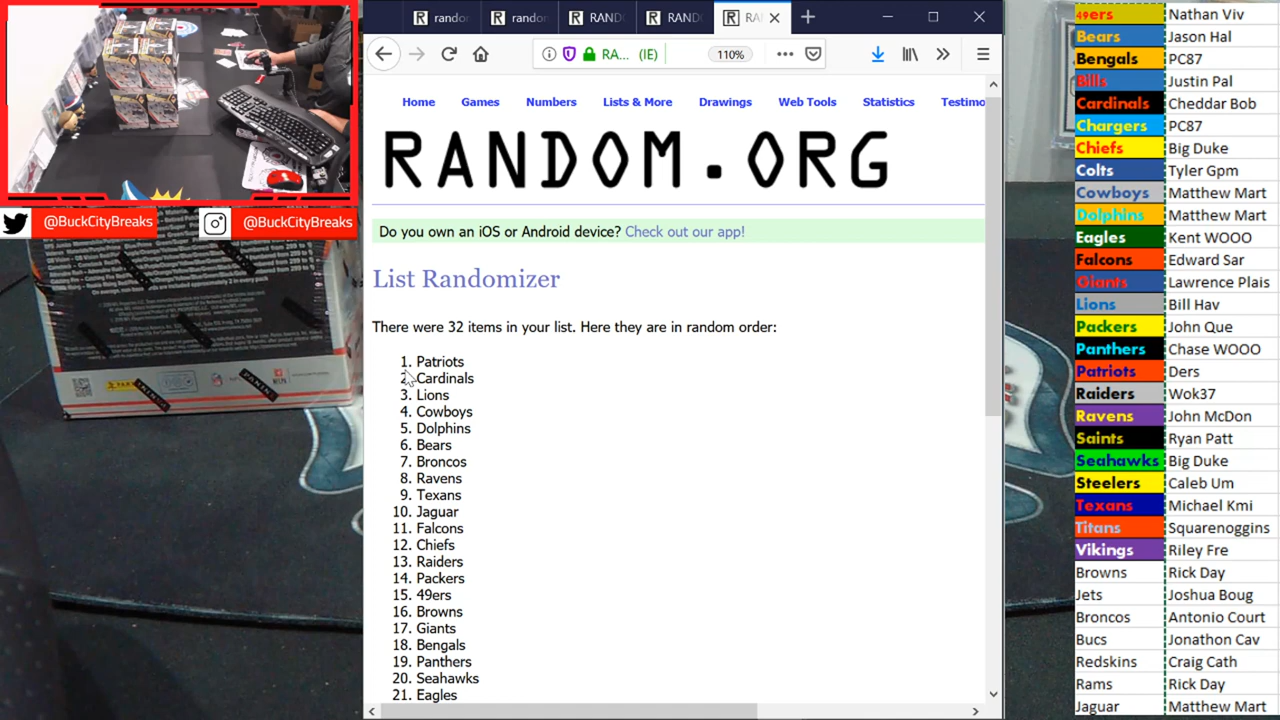 rando
rando
RAND
RAND
RA
RA... (IE)
110%
Home Games Numbers Lists & More Drawings Web Tools Statistics Testimo
RANDOM.ORG
Do you own an iOS or Android device? Check out our app!
List Randomizer
There were 32 items in your list. Here they are in random order:
1. Patriots
2. Cardinals
3. Lions
4. Cowboys
5. Dolphins
6. Bears
7. Broncos
8. Ravens
9. Texans
10. Jaguar
11. Falcons
12. Chiefs
13. Raiders
14. Packers
15. 49ers
16. Browns
17. Giants
18. Bengals
19. Panthers
20. Seahawks
21. Eagles
@BuckCityBreaks
@BuckCityBreaks
PANINI
49ers Nathan Viv
Bears Jason Hal
Bengals PC87
Bills Justin Pal
Cardinals Cheddar Bob
Chargers PC87
Chiefs Big Duke
Colts Tyler Gpm
Cowboys Matthew Mart
Dolphins Matthew Mart
Eagles Kent WOOO
Falcons Edward Sar
Giants Lawrence Plais
Lions Bill Hav
Packers John Que
Panthers Chase WOOO
Patriots Ders
Raiders Wok37
Ravens John McDon
Saints Ryan Patt
Seahawks Big Duke
Steelers Caleb Um
Texans Michael Kmi
Titans Squarenoggins
Vikings Riley Fre
Browns Rick Day
Jets Joshua Boug
Broncos Antonio Court
Bucs Jonathon Cav
Redskins Craig Cath
Rams Rick Day
Jaguar Matthew Mart